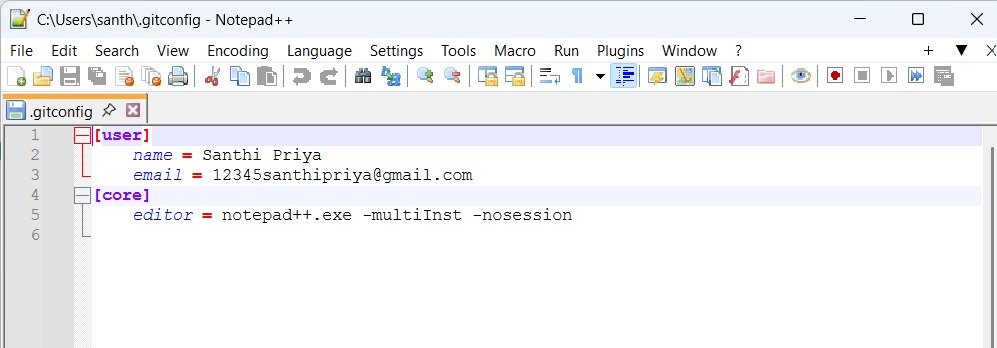 C:\Users\santh\.gitconfig - Notepad++
File Edit Search View Encoding Language Settings Tools Macro Run Plugins Window ? + ▼ X
.gitconfig
1 [user]
2 name = Santhi Priya
3 email = 12345santhipriya@gmail.com
4 [core]
5 editor = notepad++.exe -multiInst -nosession
6